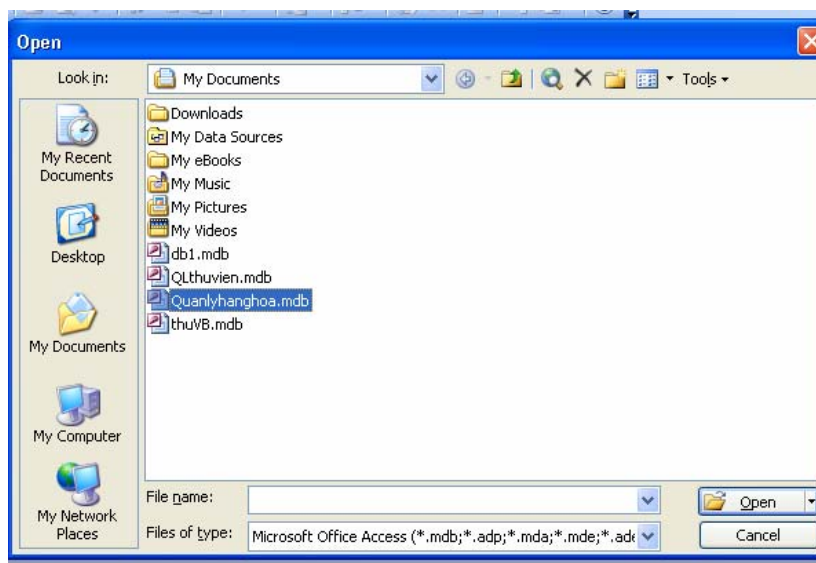 Open
Look in:
My Documents
Tools
My Recent
Documents
Desktop
My Documents
My Computer
My Network
Places
Downloads
My Data Sources
My eBooks
My Music
My Pictures
My Videos
db1.mdb
QLthuvien.mdb
Quanlyhanghoa.mdb
thuVB.mdb
File name:
Open
Files of type:
Microsoft Office Access (*.mdb;*.adp;*.mda;*.mde;*.ade
Cancel